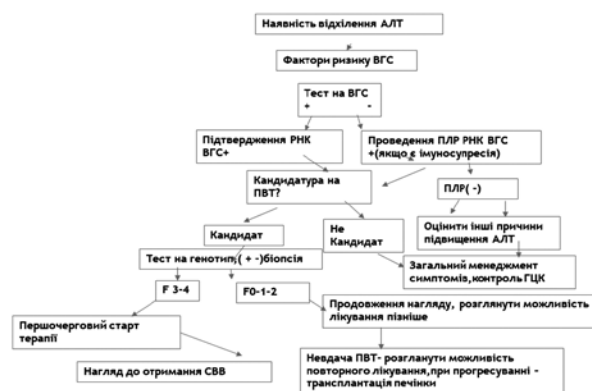 Наявність відхілення АЛТ
Фактори ризику ВГС
Тест на ВГС
+ -
Підтвердження РНК
ВГС+
Проведення ПЛР РНК ВГС
+(якщо є імуносупресія)
Кандидатура на
ПВТ?
ПЛР( -)
Кандидат
Не
Кандидат
Оцінити інші причини
підвищення АЛТ
Тест на генотип,( + -)біопсія
Загальний менеджмент
симптомів,контроль ГЦК
F 3-4
F0-1-2
Продовження нагляду, розглянути можливість
лікування пізніше
Першочерговий старт
терапії
Нагляд до отримання СВВ
Невдача ПВТ- розгланути можливість
повторного лікування,при прогресуванні -
трансплантація печінки